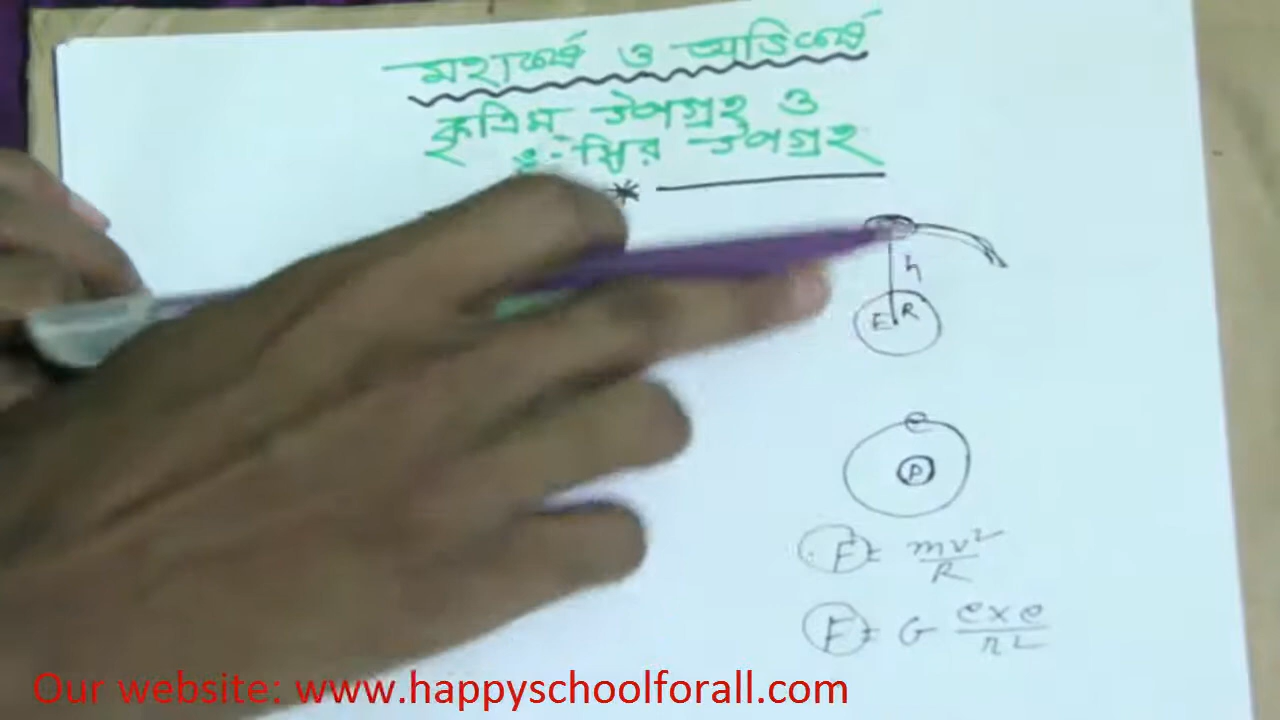 মহাকর্ষ ও অভিকর্ষ
কৃত্রিম উপগ্রহ ও
ভূ-স্থির উপগ্রহ
h
E R
e
P
F = mv²/R
F = G e×e/r²
Our website: www.happyschoolforall.com